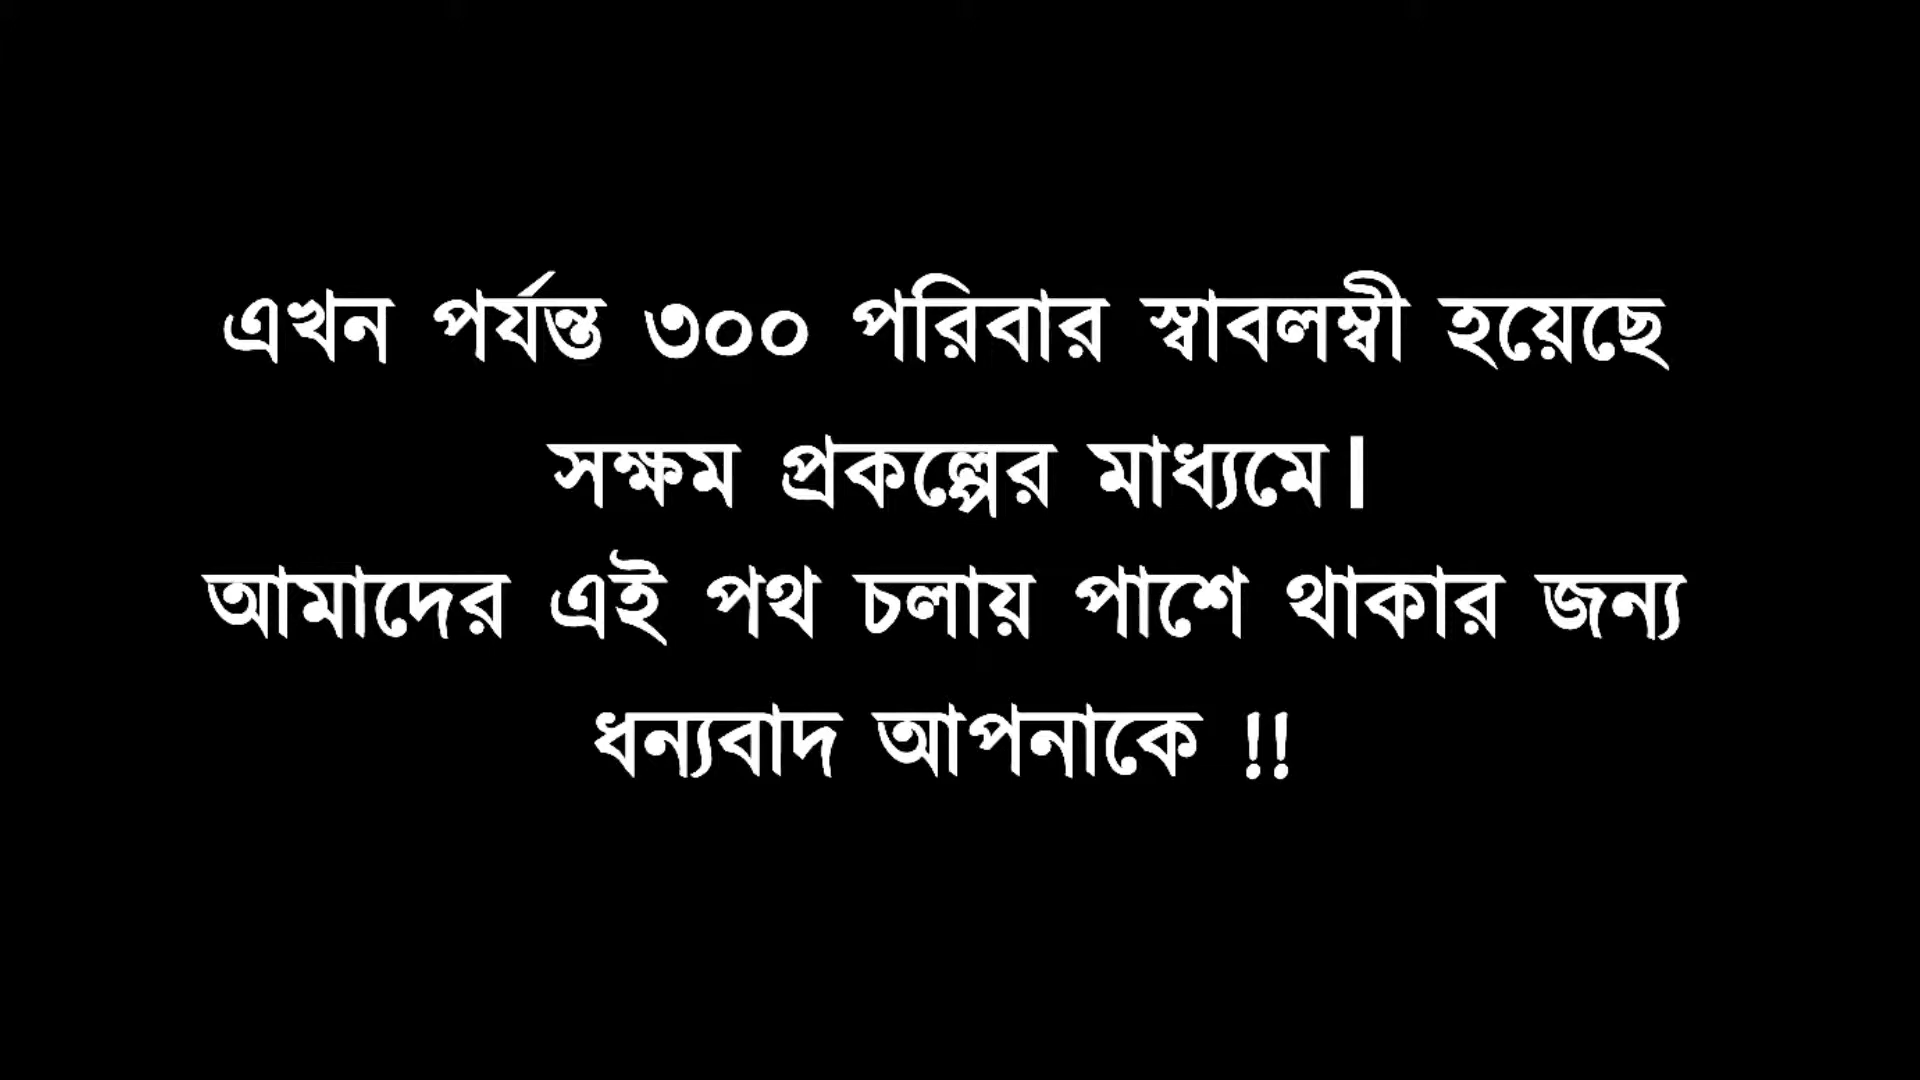 এখন পর্যন্ত ৩০০ পরিবার স্বাবলম্বী হয়েছে
সক্ষম প্রকল্পের মাধ্যমে।
আমাদের এই পথ চলায় পাশে থাকার জন্য
ধন্যবাদ আপনাকে !!